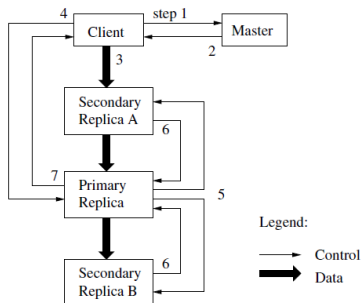 4
step 1
Client
Master
2
3
Secondary
Replica A
6
7
Primary
Replica
5
Legend:
Control
6
Secondary
Replica B
Data